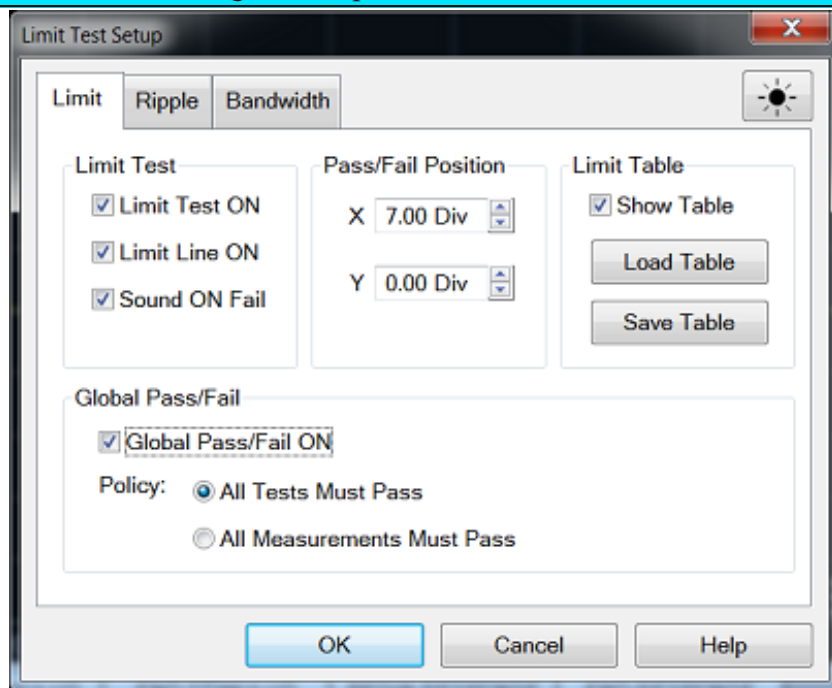 Limit Test Setup
Limit Ripple Bandwidth
Limit Test
Limit Test ON
Limit Line ON
Sound ON Fail
Pass/Fail Position
X 7.00 Div
Y 0.00 Div
Limit Table
Show Table
Load Table
Save Table
Global Pass/Fail
Global Pass/Fail ON
Policy:
All Tests Must Pass
All Measurements Must Pass
OK Cancel Help